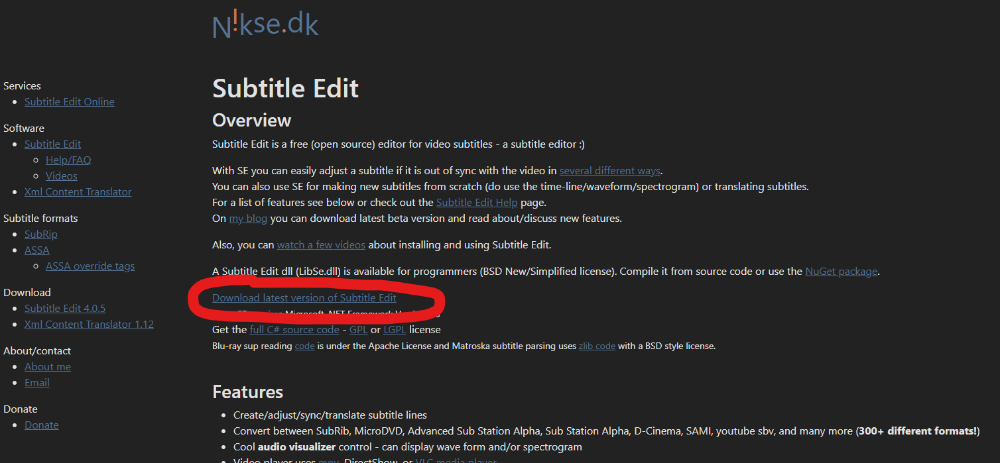 N!kse.dk
Services
Subtitle Edit Online
Software
Subtitle Edit
Help/FAQ
Videos
Xml Content Translator
Subtitle formats
SubRip
ASSA
ASSA override tags
Download
Subtitle Edit 4.0.5
Xml Content Translator 1.12
About/contact
About me
Email
Donate
Donate
Subtitle Edit
Overview
Subtitle Edit is a free (open source) editor for video subtitles - a subtitle editor :)
With SE you can easily adjust a subtitle if it is out of sync with the video in several different ways.
You can also use SE for making new subtitles from scratch (do use the time-line/waveform/spectrogram) or translating subtitles.
For a list of features see below or check out the Subtitle Edit Help page.
On my blog you can download latest beta version and read about/discuss new features.
Also, you can watch a few videos about installing and using Subtitle Edit.
A Subtitle Edit dll (LibSe.dll) is available for programmers (BSD New/Simplified license). Compile it from source code or use the NuGet package.
Download latest version of Subtitle Edit
Microsoft .NET Framework
Get the full C# source code - GPL or LGPL license
Blu-ray sup reading code is under the Apache License and Matroska subtitle parsing uses zlib code with a BSD style license.
Features
Create/adjust/sync/translate subtitle lines
Convert between SubRib, MicroDVD, Advanced Sub Station Alpha, Sub Station Alpha, D-Cinema, SAMI, youtube sbv, and many more (300+ different formats!)
Cool audio visualizer control - can display wave form and/or spectrogram
Video player uses mpv, DirectShow, or VLC media player